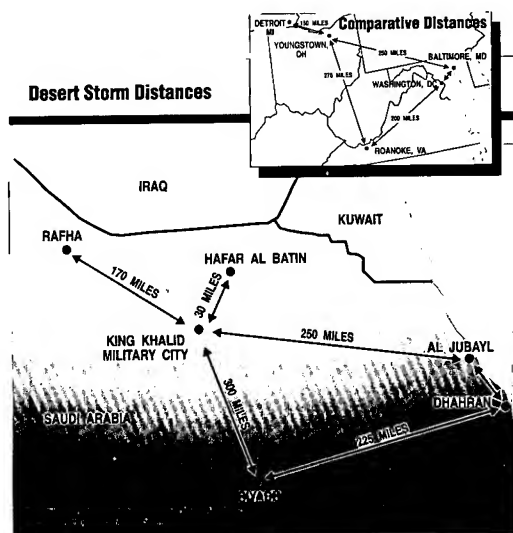 Comparative Distances
DETROIT
MI
150 MILES
YOUNGSTOWN,
OH
250 MILES
BALTIMORE, MD
275 MILES
WASHINGTON, DC
200 MILES
ROANOKE, VA
Desert Storm Distances
IRAQ
KUWAIT
RAFHA
HAFAR AL BATIN
170 MILES
30 MILES
KING KHALID
MILITARY CITY
250 MILES
AL JUBAYL
300 MILES
DHAHRAN
SAUDI ARABIA
225 MILES
RIYADH